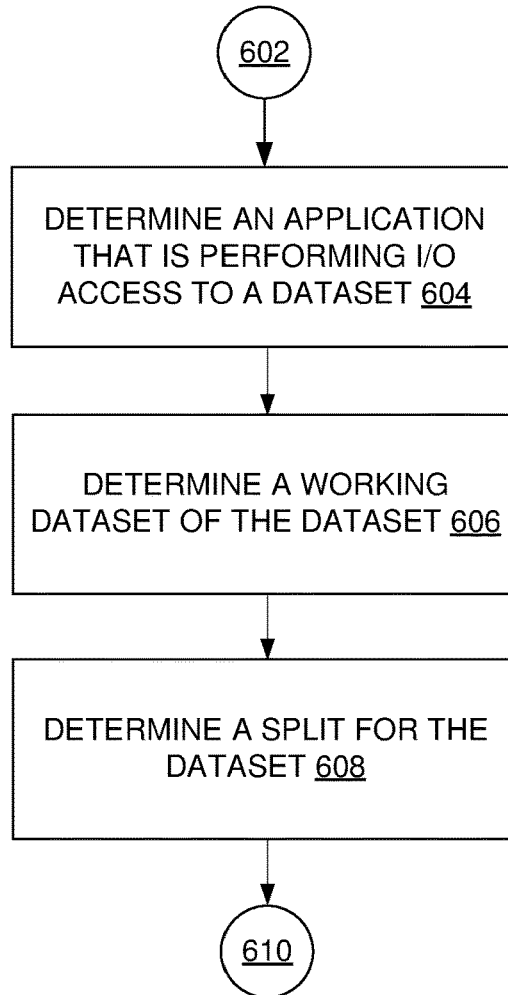 602
DETERMINE AN APPLICATION
THAT IS PERFORMING I/O
ACCESS TO A DATASET 604
DETERMINE A WORKING
DATASET OF THE DATASET 606
DETERMINE A SPLIT FOR THE
DATASET 608
610